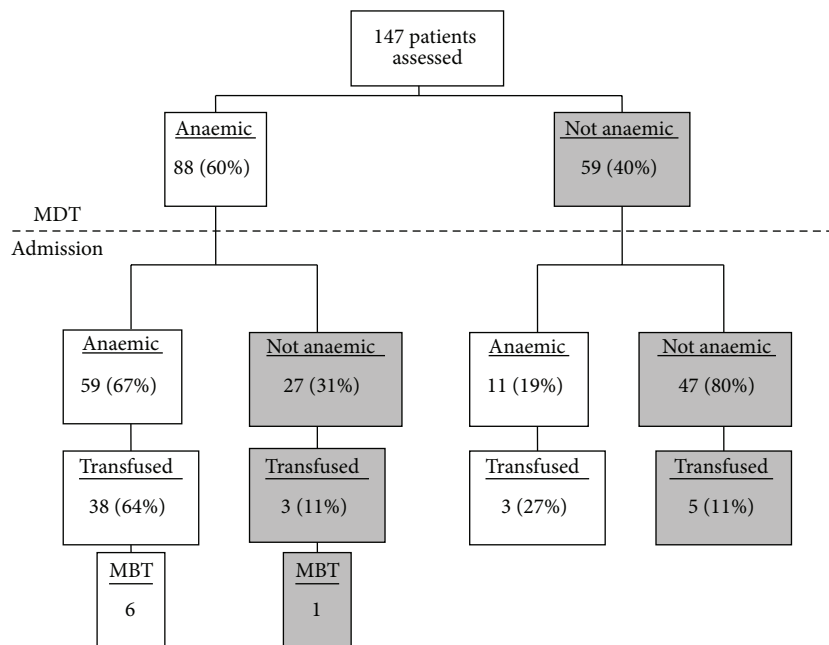 147 patients
assessed
Anaemic
88 (60%)
Not anaemic
59 (40%)
MDT
Admission
Anaemic
59 (67%)
Not anaemic
27 (31%)
Anaemic
11 (19%)
Not anaemic
47 (80%)
Transfused
38 (64%)
Transfused
3 (11%)
Transfused
3 (27%)
Transfused
5 (11%)
MBT
6
MBT
1